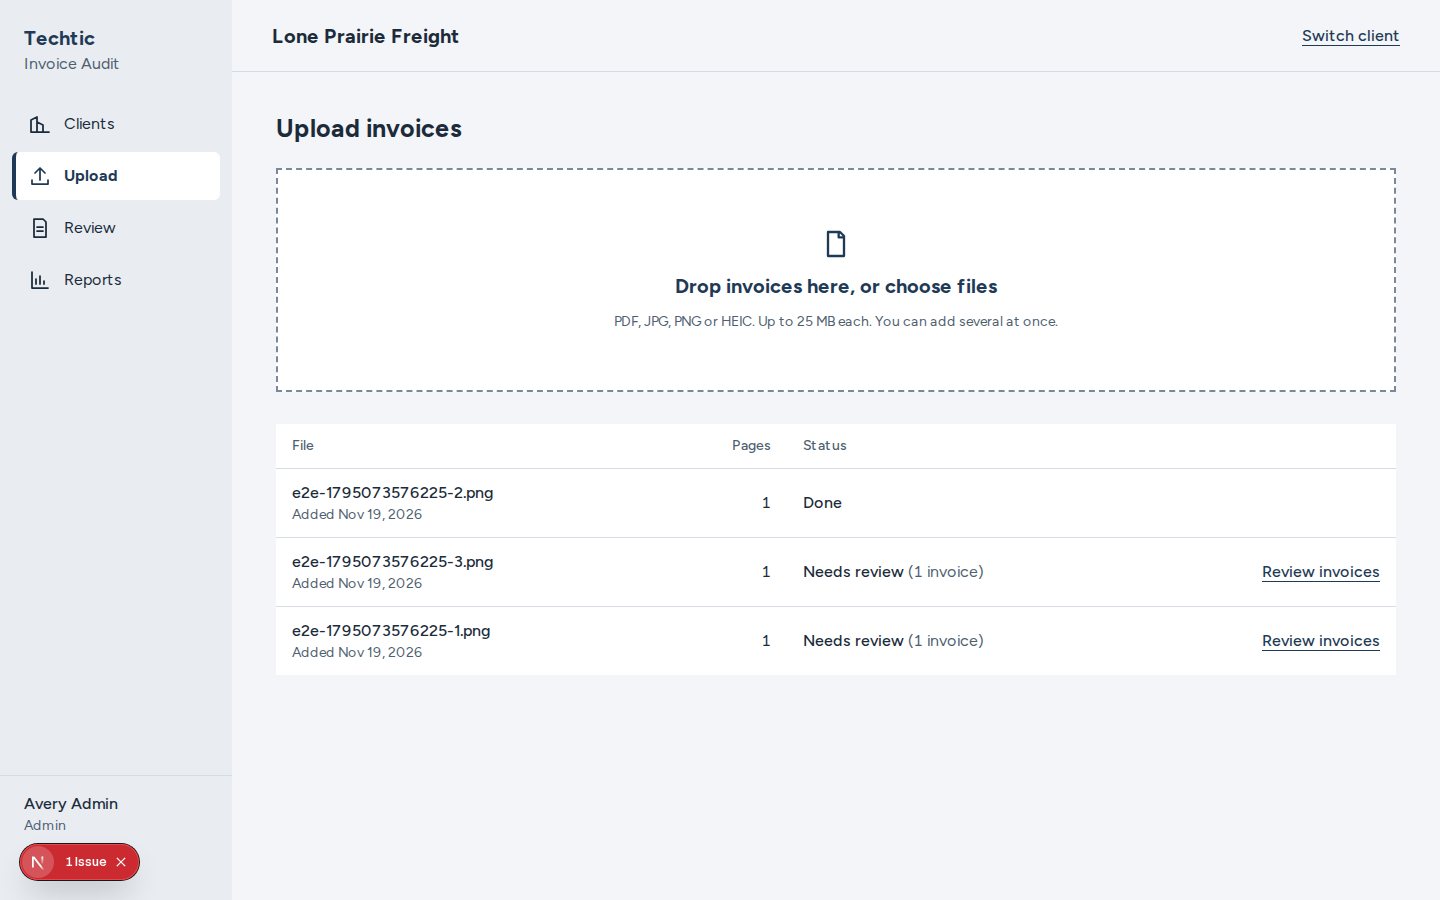 Techtic
Invoice Audit
Clients
Upload
Review
Reports
Avery Admin
Admin
1 Issue
Lone Prairie Freight
Switch client
Upload invoices
Drop invoices here, or choose files
PDF, JPG, PNG or HEIC. Up to 25 MB each. You can add several at once.
File Pages Status
e2e-1795073576225-2.png 1 Done
Added Nov 19, 2026
e2e-1795073576225-3.png 1 Needs review (1 invoice) Review invoices
Added Nov 19, 2026
e2e-1795073576225-1.png 1 Needs review (1 invoice) Review invoices
Added Nov 19, 2026